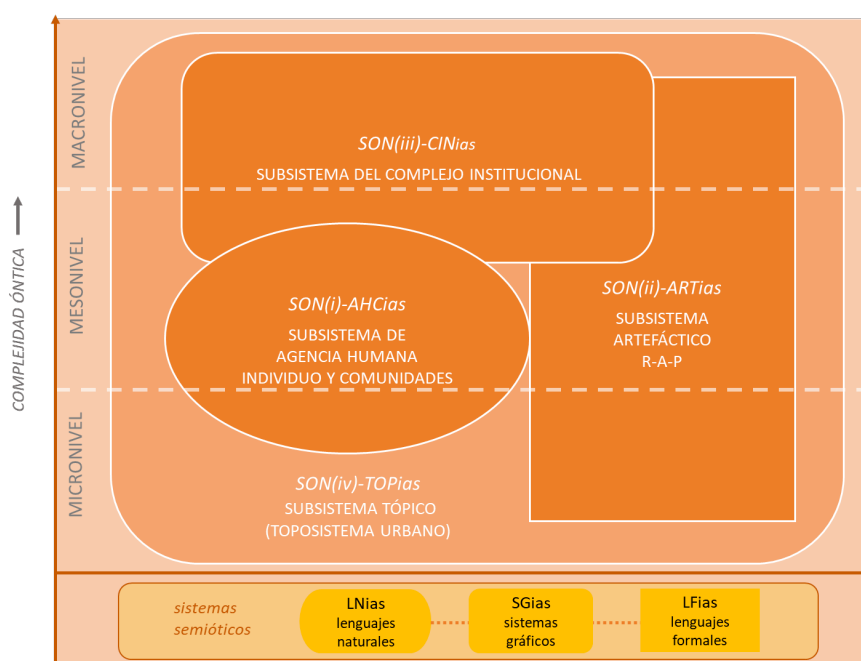 COMPLEJIDAD ÓNTICA
MACRONIVEL
MESONIVEL
MICRONIVEL
SON(iii)-CINias
SUBSISTEMA DEL COMPLEJO INSTITUCIONAL
SON(i)-AHCias
SUBSISTEMA DE
AGENCIA HUMANA
INDIVIDUO Y COMUNIDADES
SON(ii)-ARTias
SUBSISTEMA
ARTEFÁCTICO
R-A-P
SON(iv)-TOPias
SUBSISTEMA TÓPICO
(TOPOSISTEMA URBANO)
sistemas
semióticos
LNias
lenguajes
naturales
SGias
sistemas
gráficos
LFias
lenguajes
formales